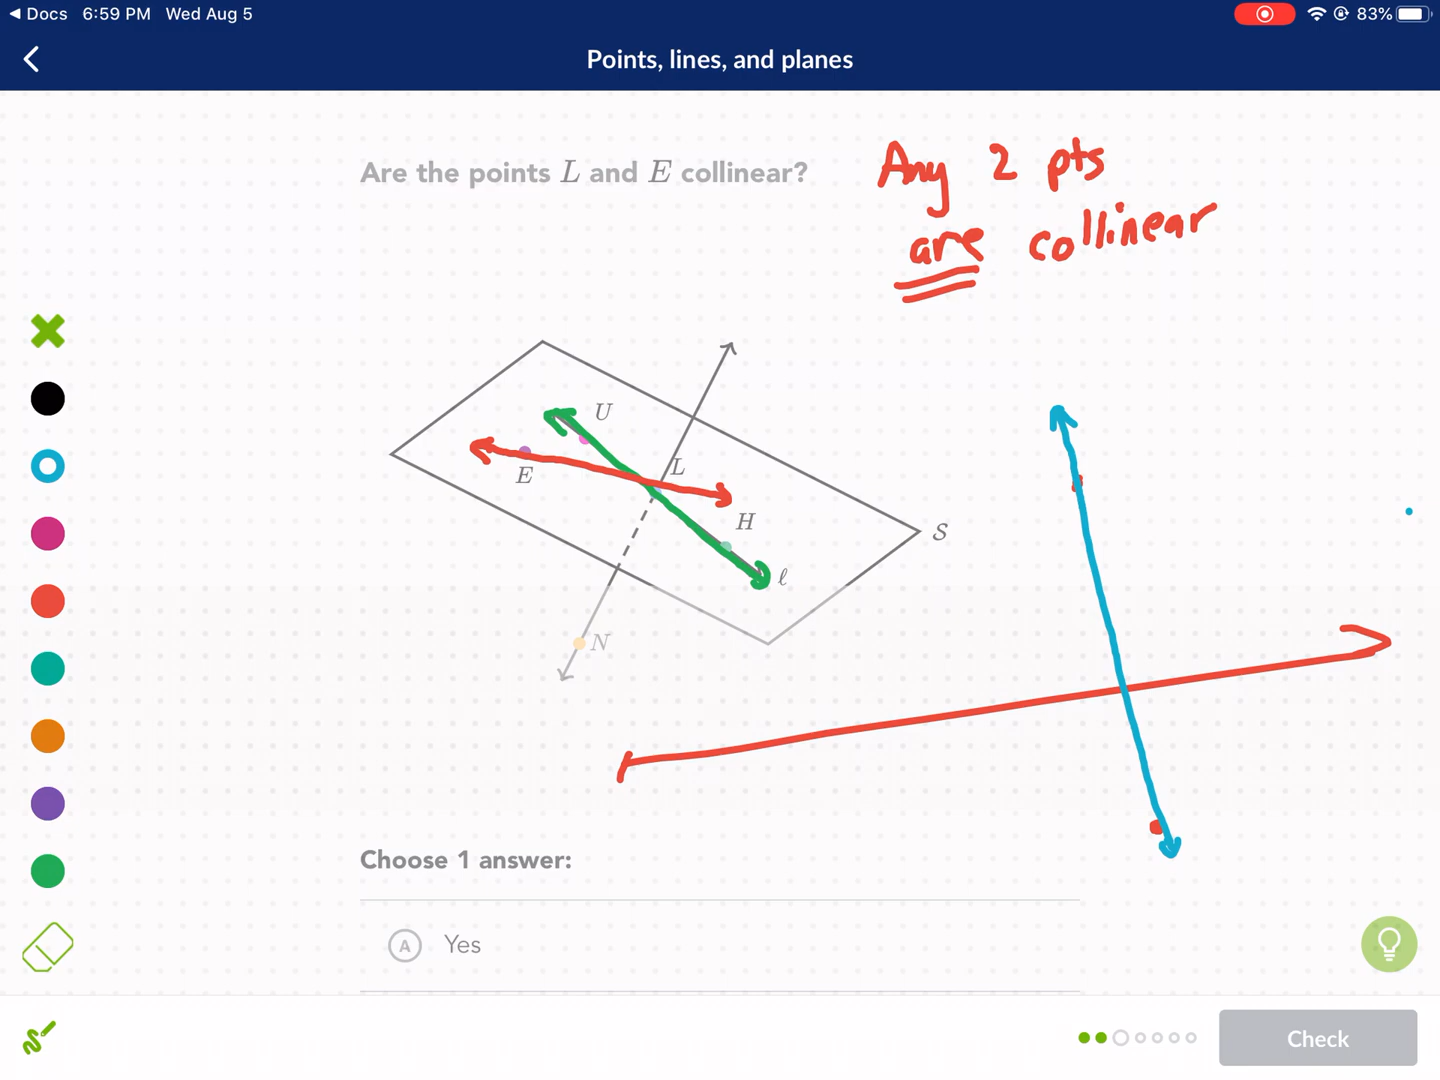 Docs 6:59 PM Wed Aug 5 83%
Points, lines, and planes
Are the points L and E collinear?
Any 2 pts
are collinear
U
L
E
H
S
ℓ
N
Choose 1 answer:
A Yes
Check